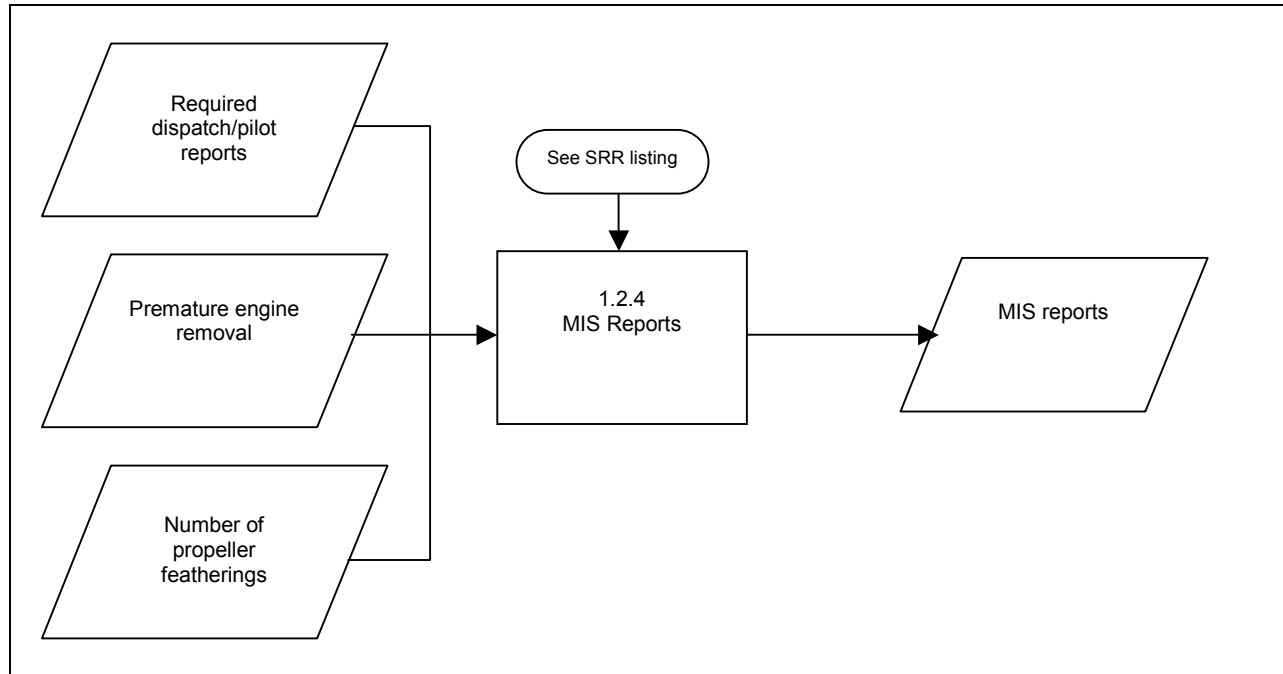 Required
dispatch/pilot
reports
See SRR listing
Premature engine
removal
1.2.4
MIS Reports
MIS reports
Number of
propeller
featherings